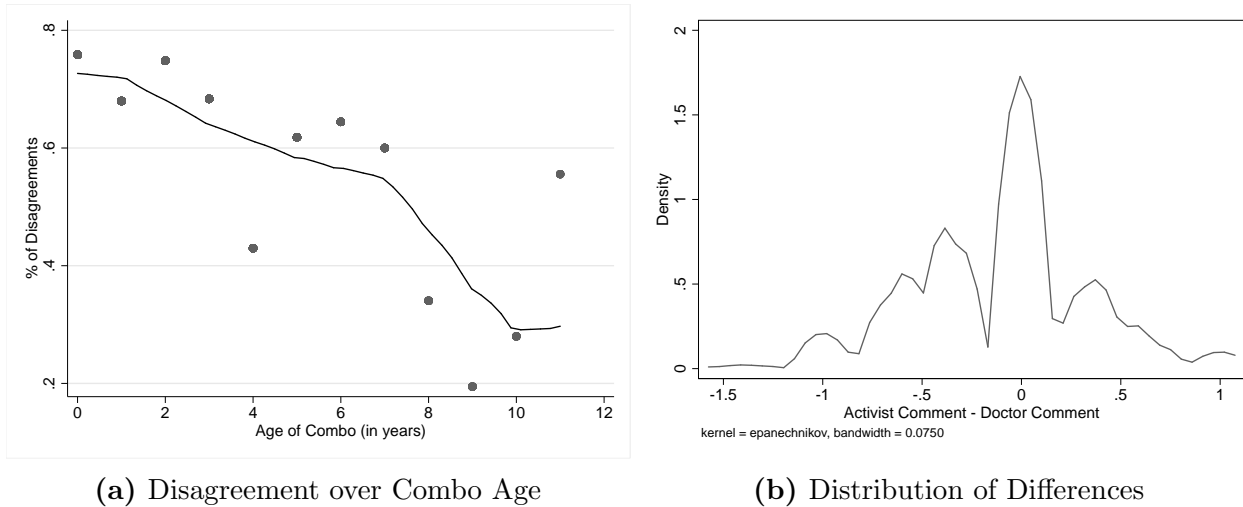 .8
.6
.4
.2
% of Disagreements
0 2 4 6 8 10 12
Age of Combo (in years)
(a) Disagreement over Combo Age
2
1.5
1
.5
0
Density
-1.5 -1 -.5 0 .5 1
Activist Comment - Doctor Comment
kernel = epanechnikov, bandwidth = 0.0750
(b) Distribution of Differences